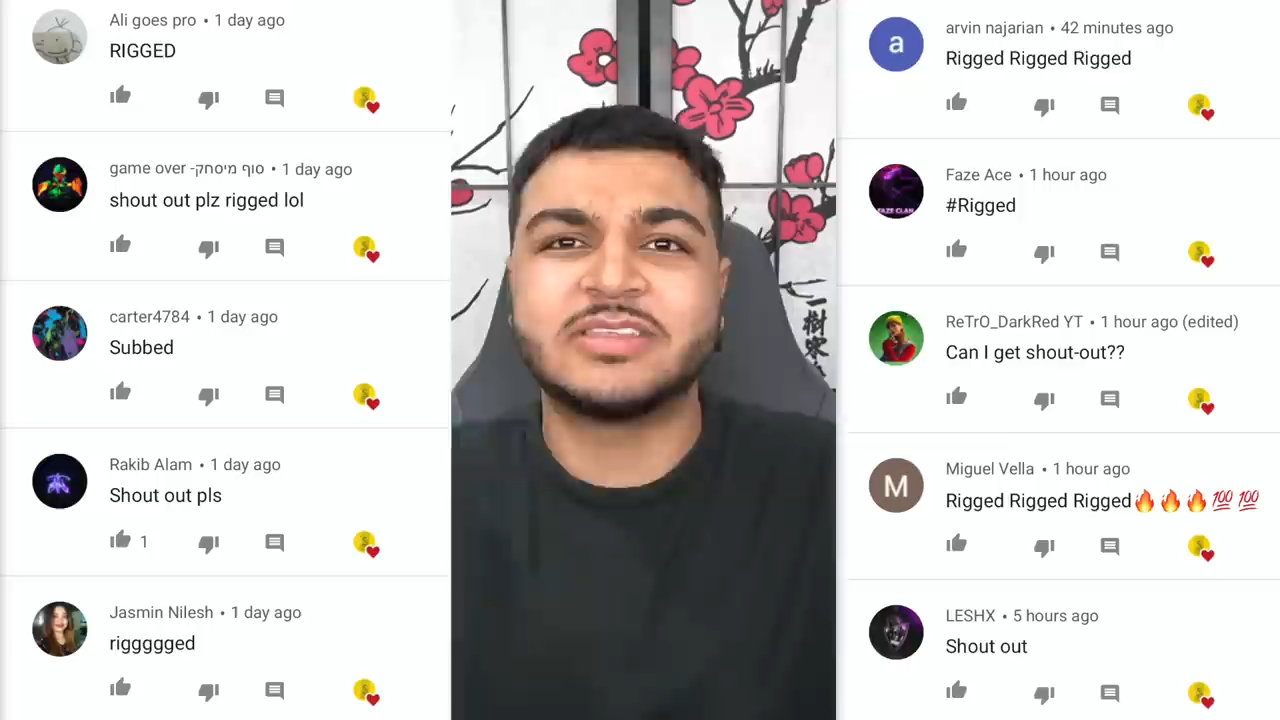 Ali goes pro • 1 day ago
RIGGED
game over -סוף מיסחק • 1 day ago
shout out plz rigged lol
carter4784 • 1 day ago
Subbed
Rakib Alam • 1 day ago
Shout out pls
1
Jasmin Nilesh • 1 day ago
rigggggged
a
arvin najarian • 42 minutes ago
Rigged Rigged Rigged
Faze Ace • 1 hour ago
#Rigged
FAZE CLAN
ReTrO_DarkRed YT • 1 hour ago (edited)
Can I get shout-out??
M
Miguel Vella • 1 hour ago
Rigged Rigged Rigged🔥🔥🔥💯💯
LESHX • 5 hours ago
Shout out